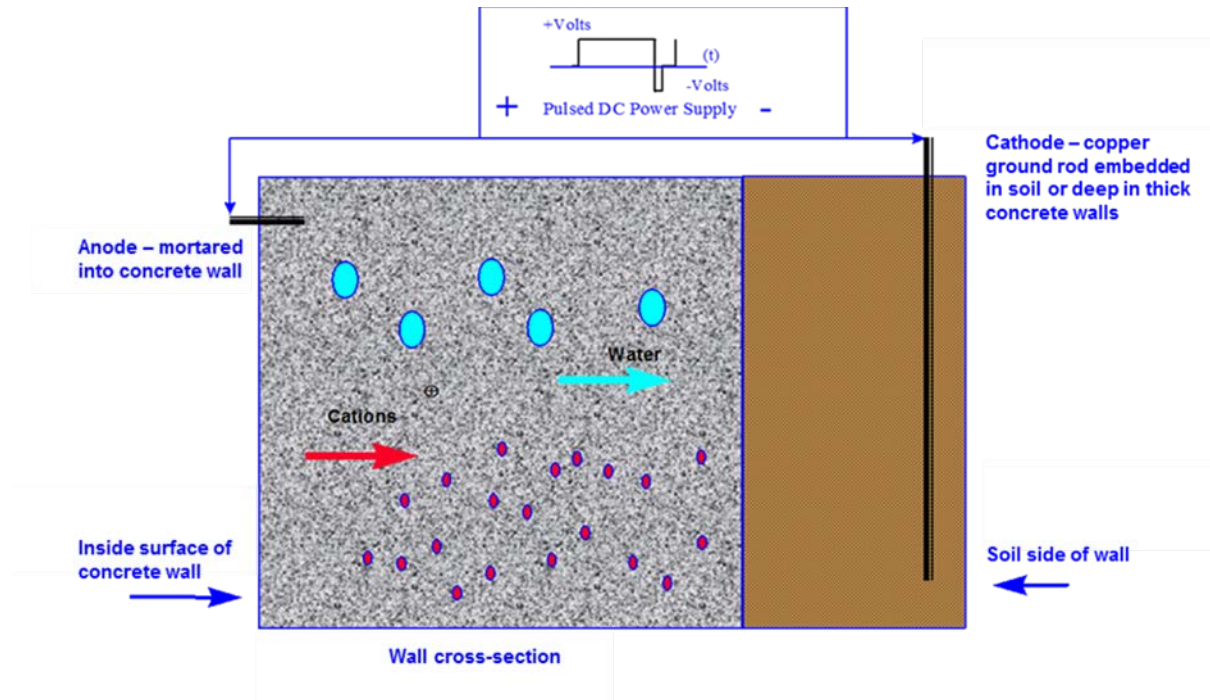 +Volts
(t)
-Volts
+ Pulsed DC Power Supply -
Cathode – copper
ground rod embedded
in soil or deep in thick
concrete walls
Anode – mortared
into concrete wall
Water
⊕
Cations
Inside surface of
concrete wall
Soil side of wall
Wall cross-section